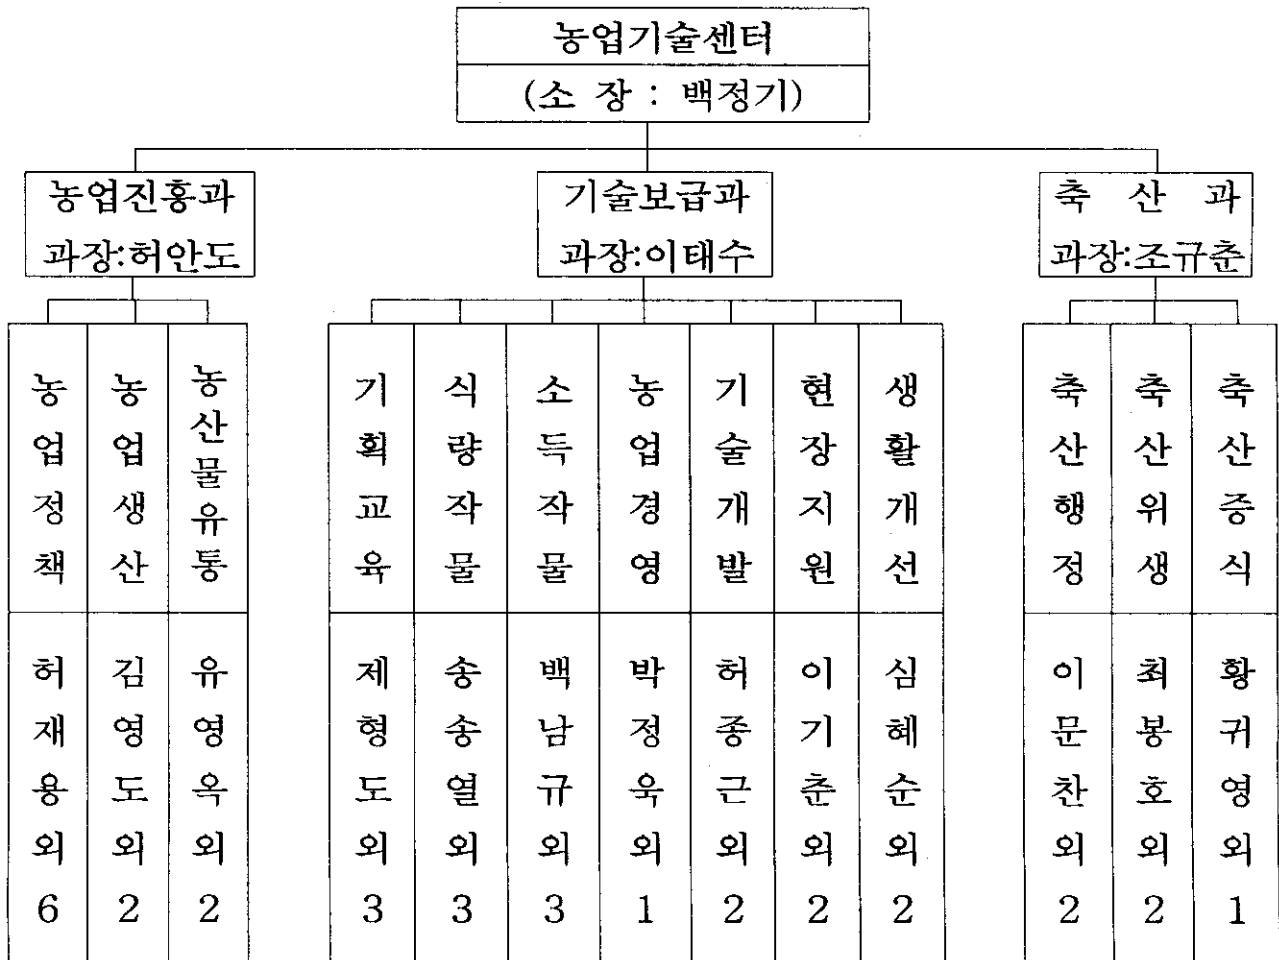 농업기술센터
(소 장 : 백정기)
농업진흥과
과장:허안도
기술보급과
과장:이태수
축 산 과
과장:조규춘
농업정책
농업생산
농산물유통
기획교육
식량작물
소득작물
농업경영
기술개발
현장지원
생활개선
축산행정
축산위생
축산증식
허재용외6
김영도외2
유영옥외2
제형도외3
송송열외3
백남규외3
박정욱외1
허종근외2
이기춘외2
심혜순외2
이문찬외2
최봉호외2
황귀영외1